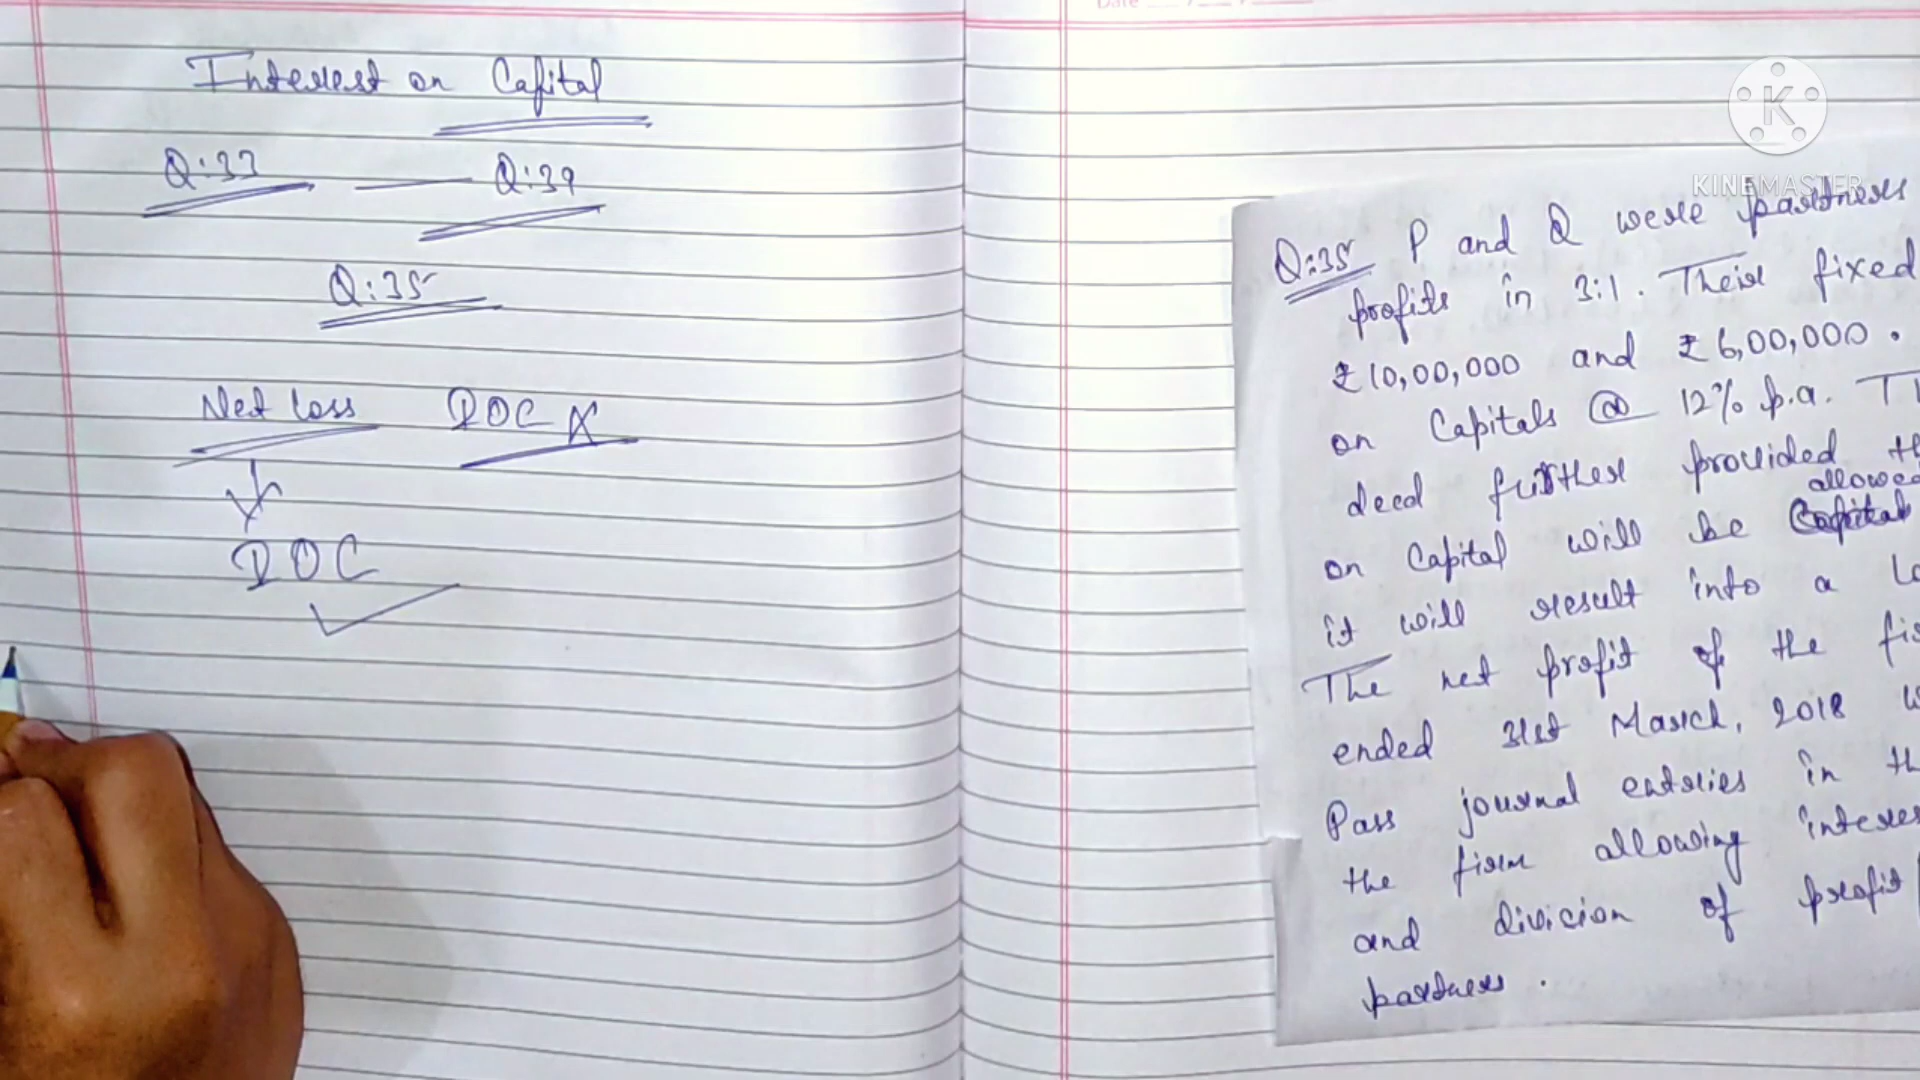 Interest on Capital
Q:33 — Q:39
Q:35
Net loss IOC X
IOC
Date
K
KINEMASTER
Q:35 P and Q were partners
profits in 3:1. Their fixed
₹10,00,000 and ₹6,00,000.
on Capitals @ 12% p.a.
deed further provided
allowed
on Capital will be Capital
it will result into a
The net profit of the
ended 31st March, 2018
Pass journal entries in
the firm allowing
and division of profit
partners.